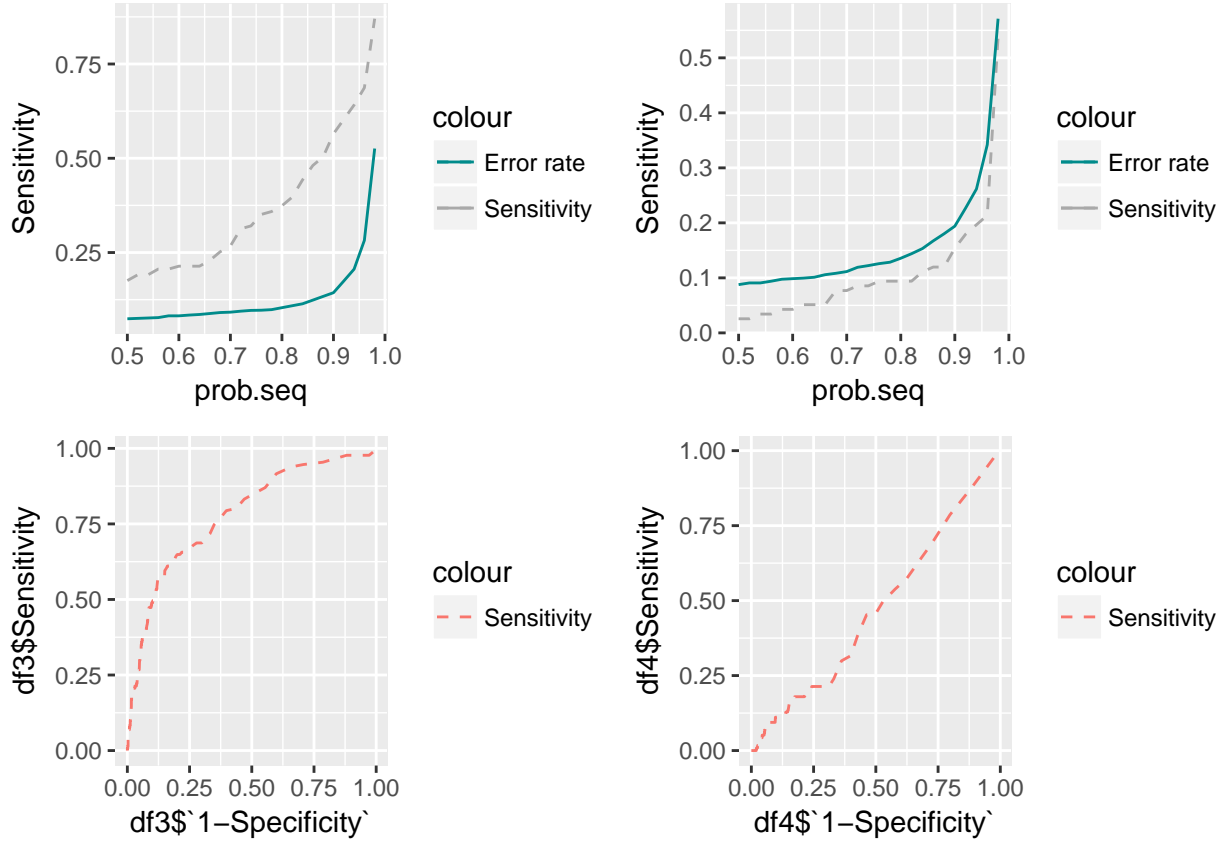 0.75
0.50
0.25
Sensitivity
0.5 0.6 0.7 0.8 0.9 1.0
prob.seq
colour
Error rate
Sensitivity
0.5
0.4
0.3
0.2
0.1
0.0
Sensitivity
0.5 0.6 0.7 0.8 0.9 1.0
prob.seq
colour
Error rate
Sensitivity
1.00
0.75
0.50
0.25
0.00
df3$Sensitivity
0.00 0.25 0.50 0.75 1.00
df3$`1−Specificity`
colour
Sensitivity
1.00
0.75
0.50
0.25
0.00
df4$Sensitivity
0.00 0.25 0.50 0.75 1.00
df4$`1−Specificity`
colour
Sensitivity